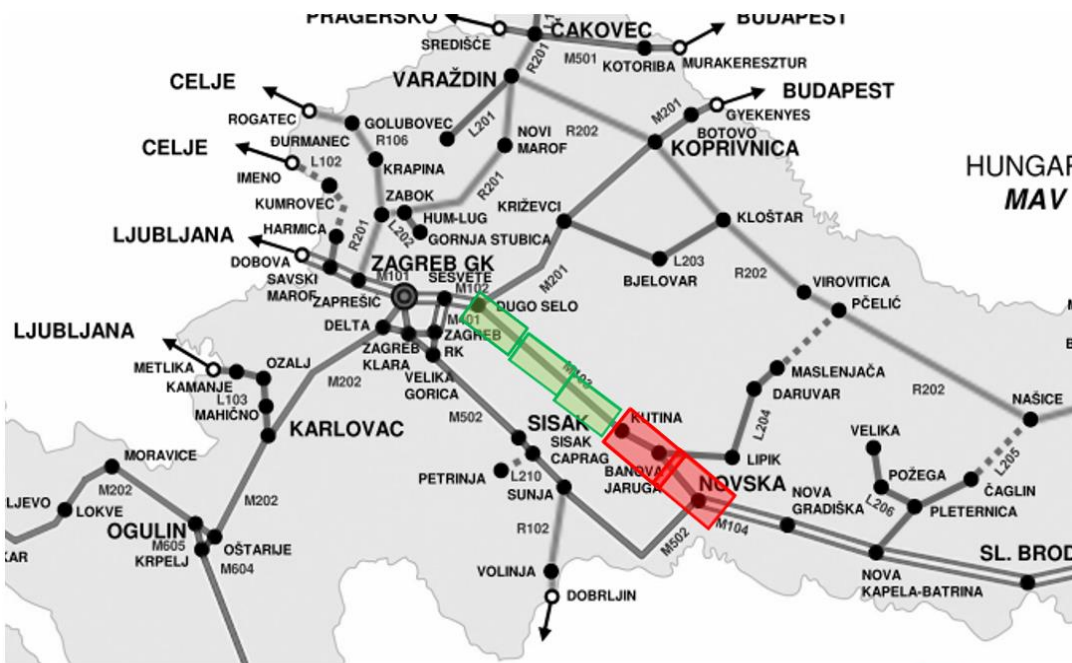 PRAGERSKO
BUDAPEST
ČAKOVEC
SREDIŠČE
M501
KOTORIBA
MURAKERESZTUR
R201
VARAŽDIN
CELJE
BUDAPEST
ROGATEC
GOLUBOVEC
L201
M201
GYEKENYES
BOTOVO
ĐURMANEC
R106
NOVI
MAROF
R202
KOPRIVNICA
CELJE
L102
IMENO
KRAPINA
HUNGAR
MAV
KUMROVEC
ZABOK
R201
HUM-LUG
KRIŽEVCI
KLOŠTAR
HARMICA
R201
L202
GORNJA STUBICA
LJUBLJANA
ZAGREB GK
L203
BJELOVAR
DOBOVA
SAVSKI
MAROF
M101
SESVETE
M102
M201
R202
VIROVITICA
ZAPREŠIĆ
DUGO SELO
PČELIĆ
LJUBLJANA
DELTA
M401
ZAGREB
RK
ZAGREB
KLARA
METLIKA
OZALJ
KAMANJE
M202
VELIKA
GORICA
M103
MASLENJAČA
DARUVAR
R202
L103
MAHIČNO
M502
NAŠICE
KARLOVAC
SISAK
KUTINA
L204
VELIKA
SISAK
CAPRAG
BANOVA
JARUGA
LIPIK
L205
MORAVICE
PETRINJA
L210
SUNJA
NOVSKA
POŽEGA
ČAGLIN
M202
M202
NOVA
GRADIŠKA
L206
PLETERNICA
LJEVO
LOKVE
OGULIN
R102
M502
M104
KAR
M605
OŠTARIJE
SL. BROD
KRPELJ
M604
VOLINJA
NOVA
KAPELA-BATRINA
DOBRLJIN